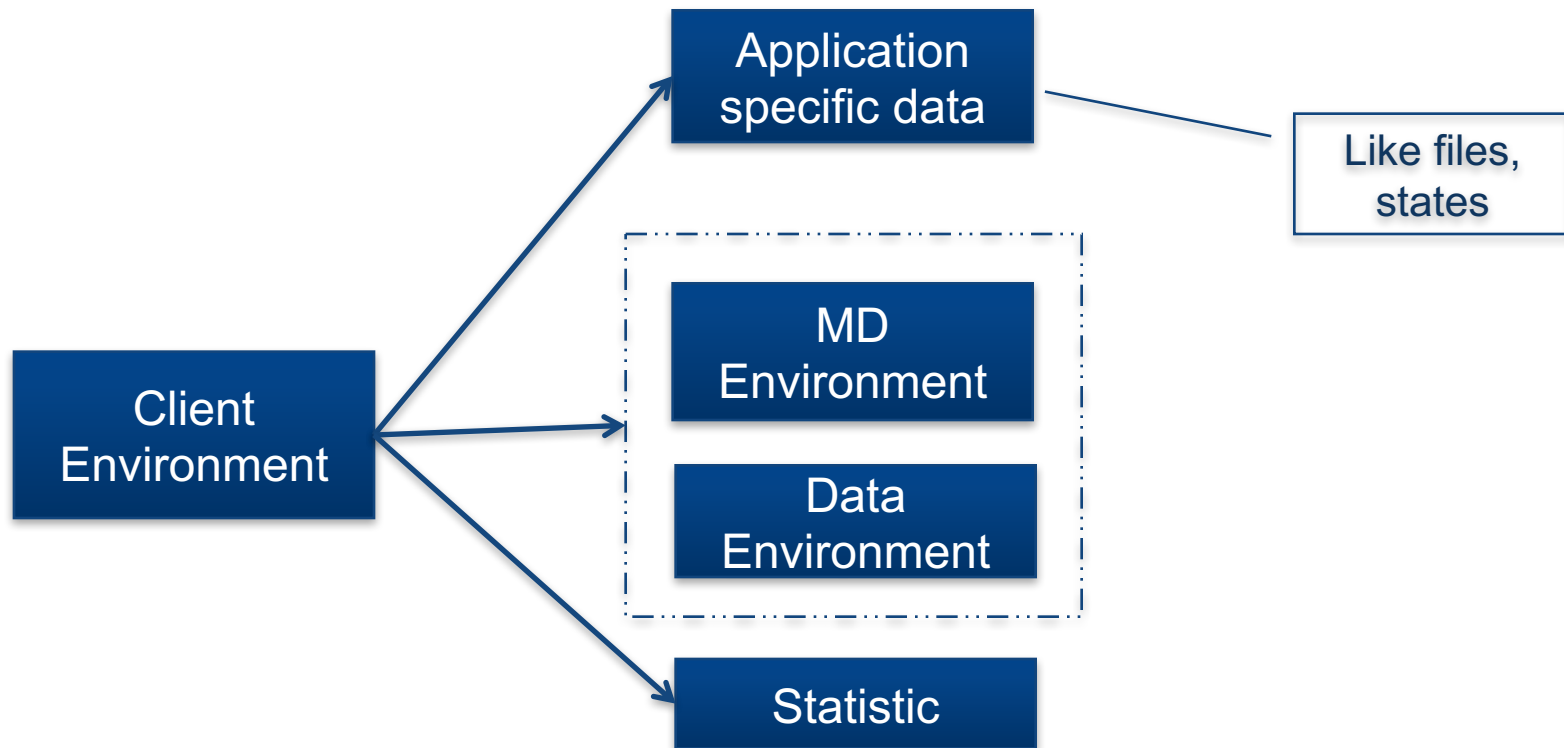 Application
specific data
Like files,
states
MD
Environment
Client
Environment
Data
Environment
Statistic